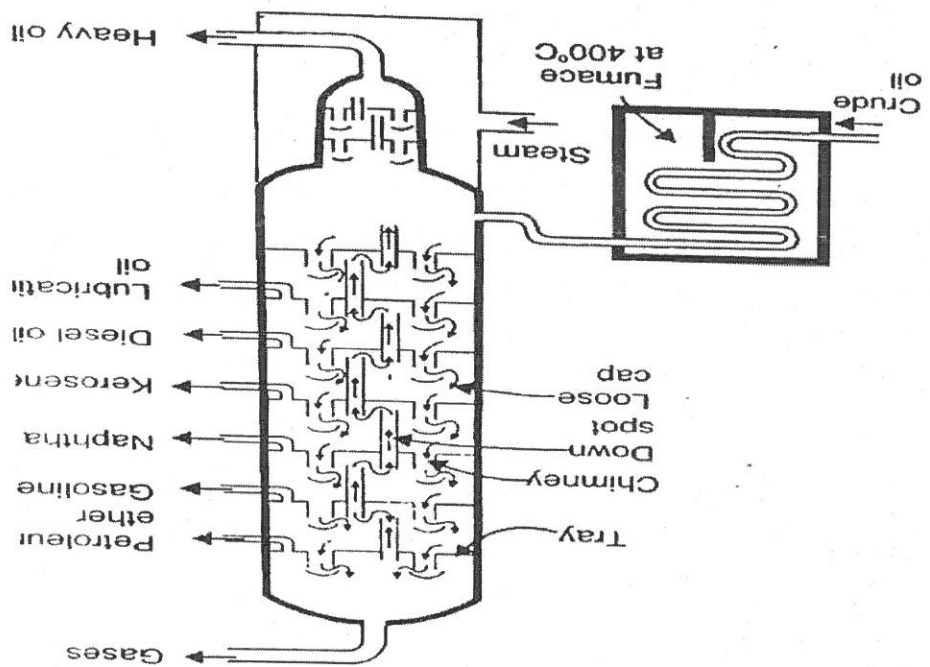 Gases
Tray
Petroleur
ether
Gasoline
Chimney
Naphtha
Down
spot
Kerosene
Loose
cap
Diesel oil
Lubricatin
oil
Crude
oil
Furnace
at 400°C
Steam
Heavy oil